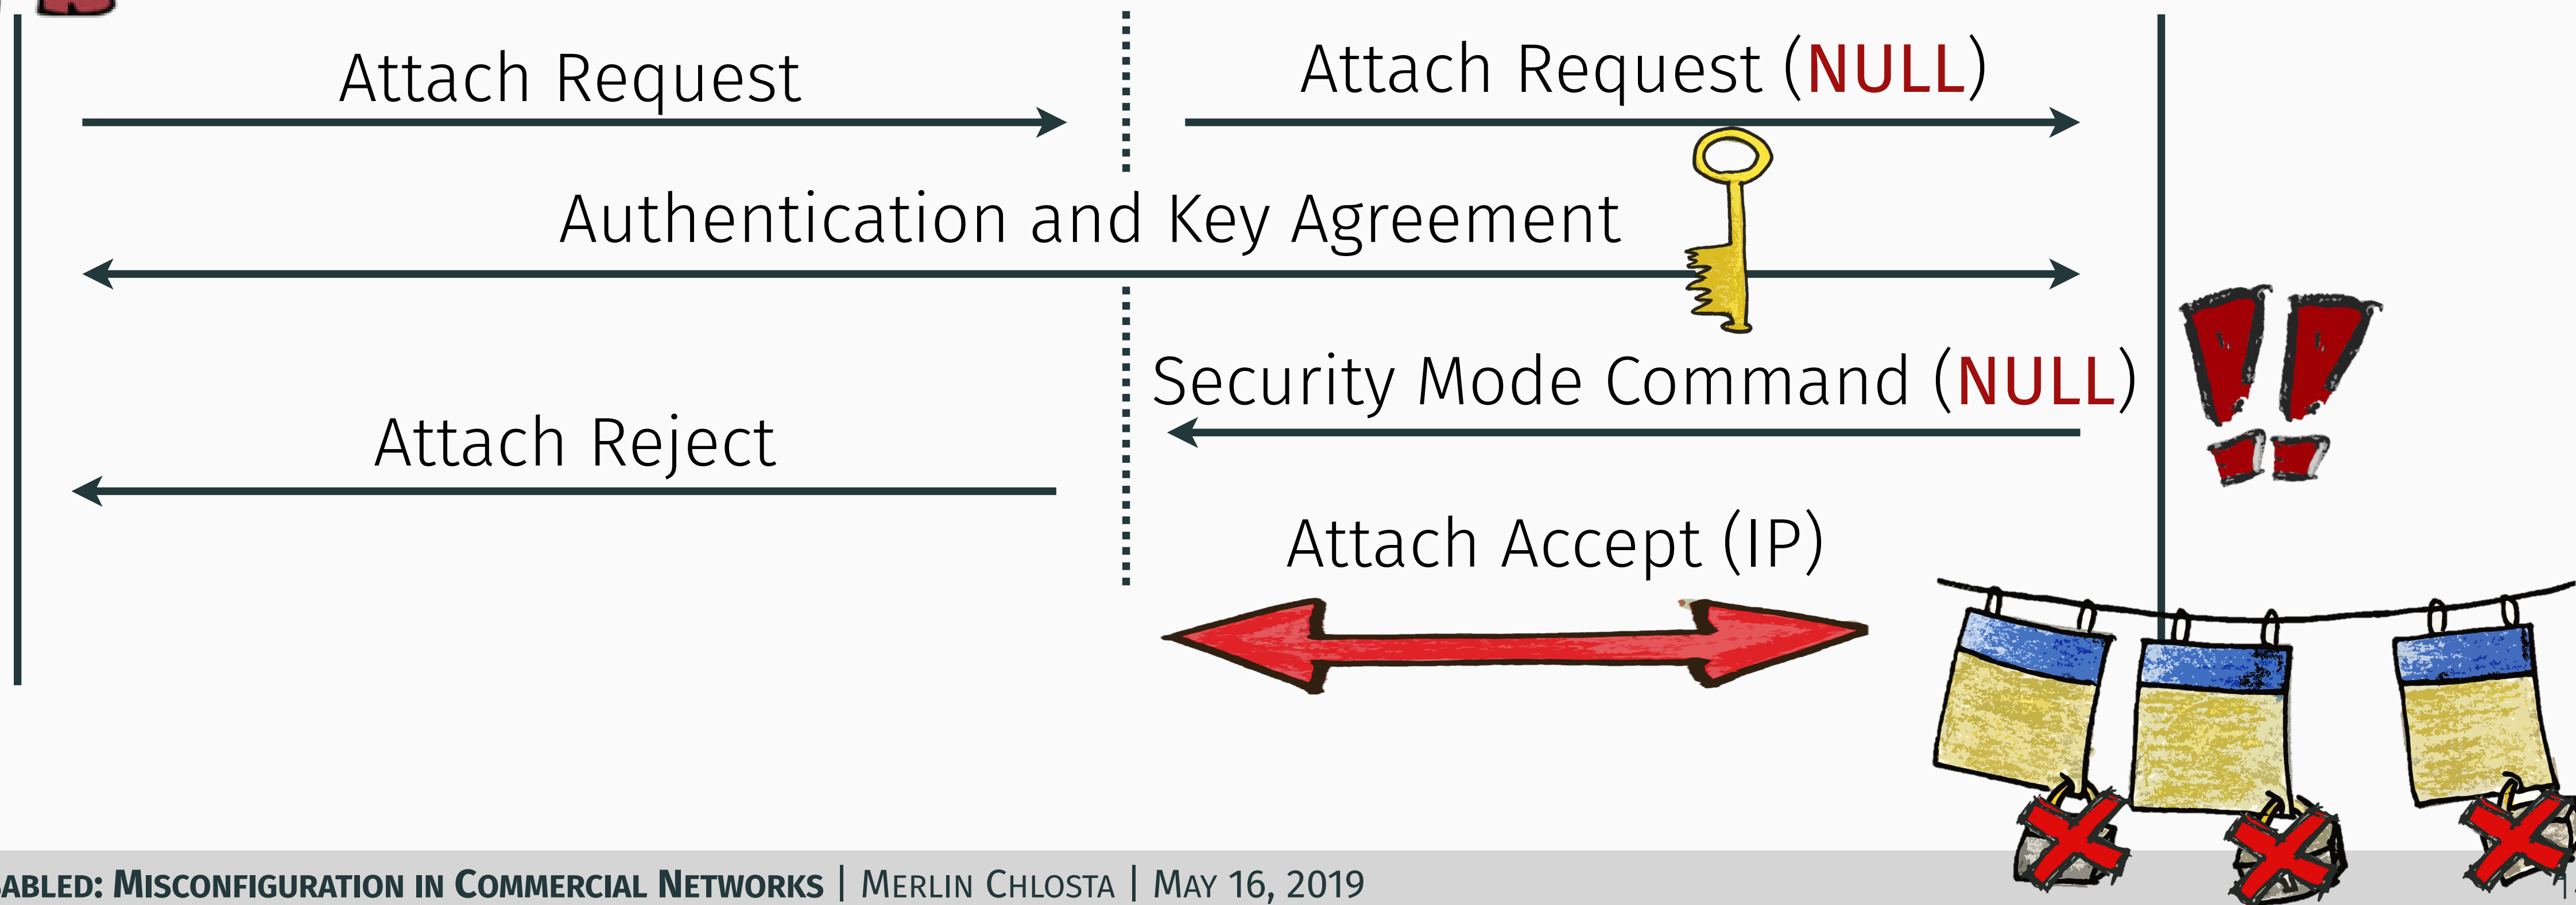 Attach Request
Attach Request (NULL)
Authentication and Key Agreement
Security Mode Command (NULL)
Attach Reject
Attach Accept (IP)
ABLED: MISCONFIGURATION IN COMMERCIAL NETWORKS | MERLIN CHLOSTA | MAY 16, 2019